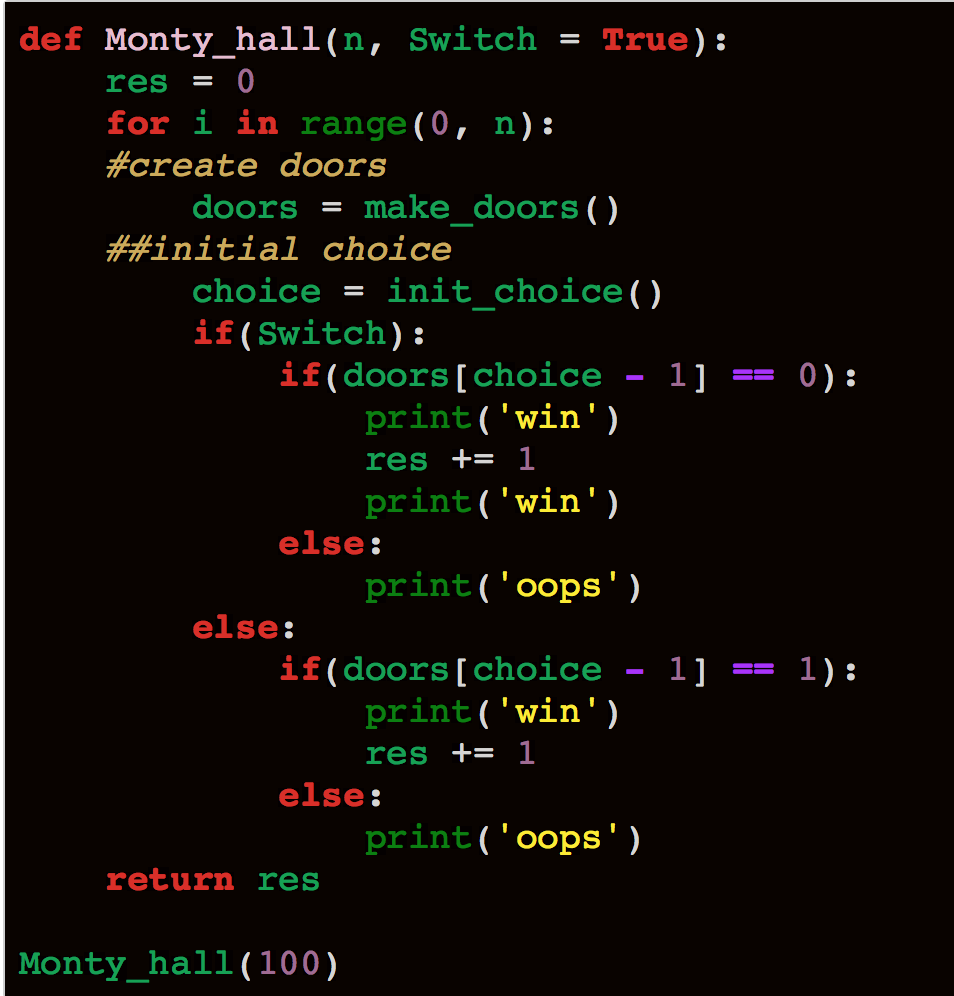 def Monty_hall(n, Switch = True):
    res = 0
    for i in range(0, n):
    #create doors
        doors = make_doors()
    ##initial choice
        choice = init_choice()
        if(Switch):
            if(doors[choice - 1] == 0):
                print('win')
                res += 1
                print('win')
            else:
                print('oops')
        else:
            if(doors[choice - 1] == 1):
                print('win')
                res += 1
            else:
                print('oops')
    return res

Monty_hall(100)